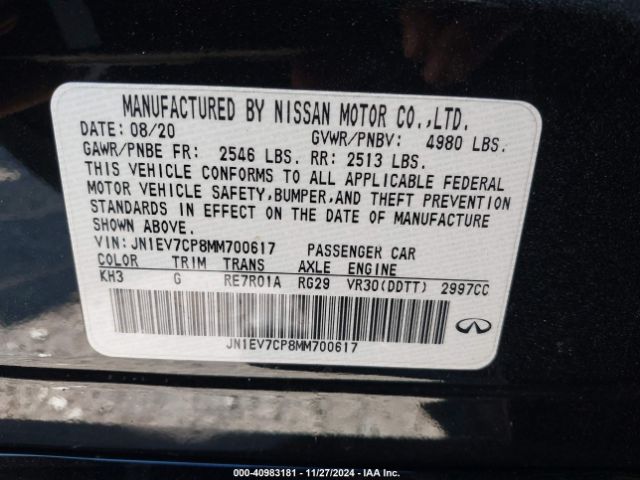 MANUFACTURED BY NISSAN MOTOR CO.,LTD.
DATE: 08/20 GVWR/PNBV: 4980 LBS.
GAWR/PNBE FR: 2546 LBS. RR: 2513 LBS.
THIS VEHICLE CONFORMS TO ALL APPLICABLE FEDERAL
MOTOR VEHICLE SAFETY,BUMPER,AND THEFT PREVENTION
STANDARDS IN EFFECT ON THE DATE OF MANUFACTURE
SHOWN ABOVE.
VIN: JN1EV7CP8MM700617 PASSENGER CAR
COLOR TRIM TRANS AXLE ENGINE
KH3 G RE7R01A RG29 VR30(DDTT) 2997CC
JN1EV7CP8MM700617
000-40983181 - 11/27/2024 - IAA Inc.